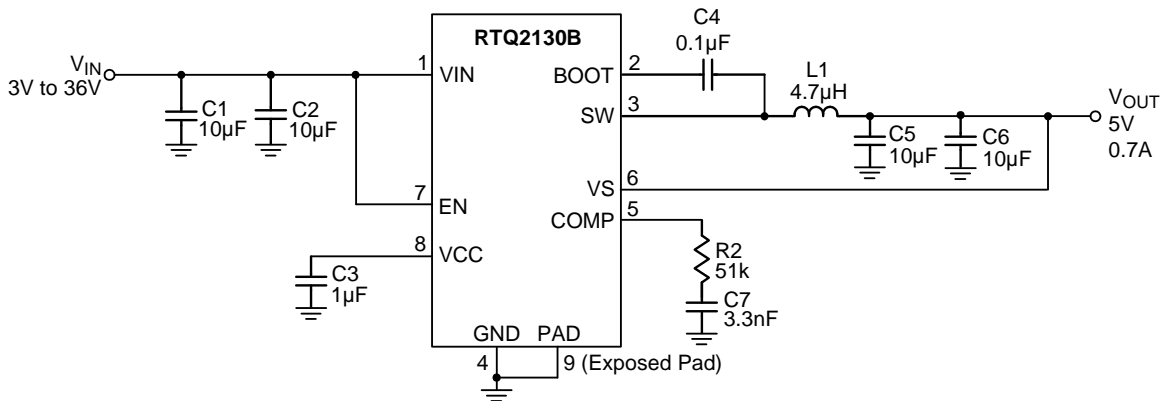 RTQ2130B
VIN
3V to 36V
C1
10µF
C2
10µF
1
VIN
7
EN
8
VCC
C3
1µF
GND
PAD
4
9 (Exposed Pad)
BOOT
2
SW
3
VS
6
COMP
5
C4
0.1µF
L1
4.7µH
C5
10µF
C6
10µF
VOUT
5V
0.7A
R2
51k
C7
3.3nF